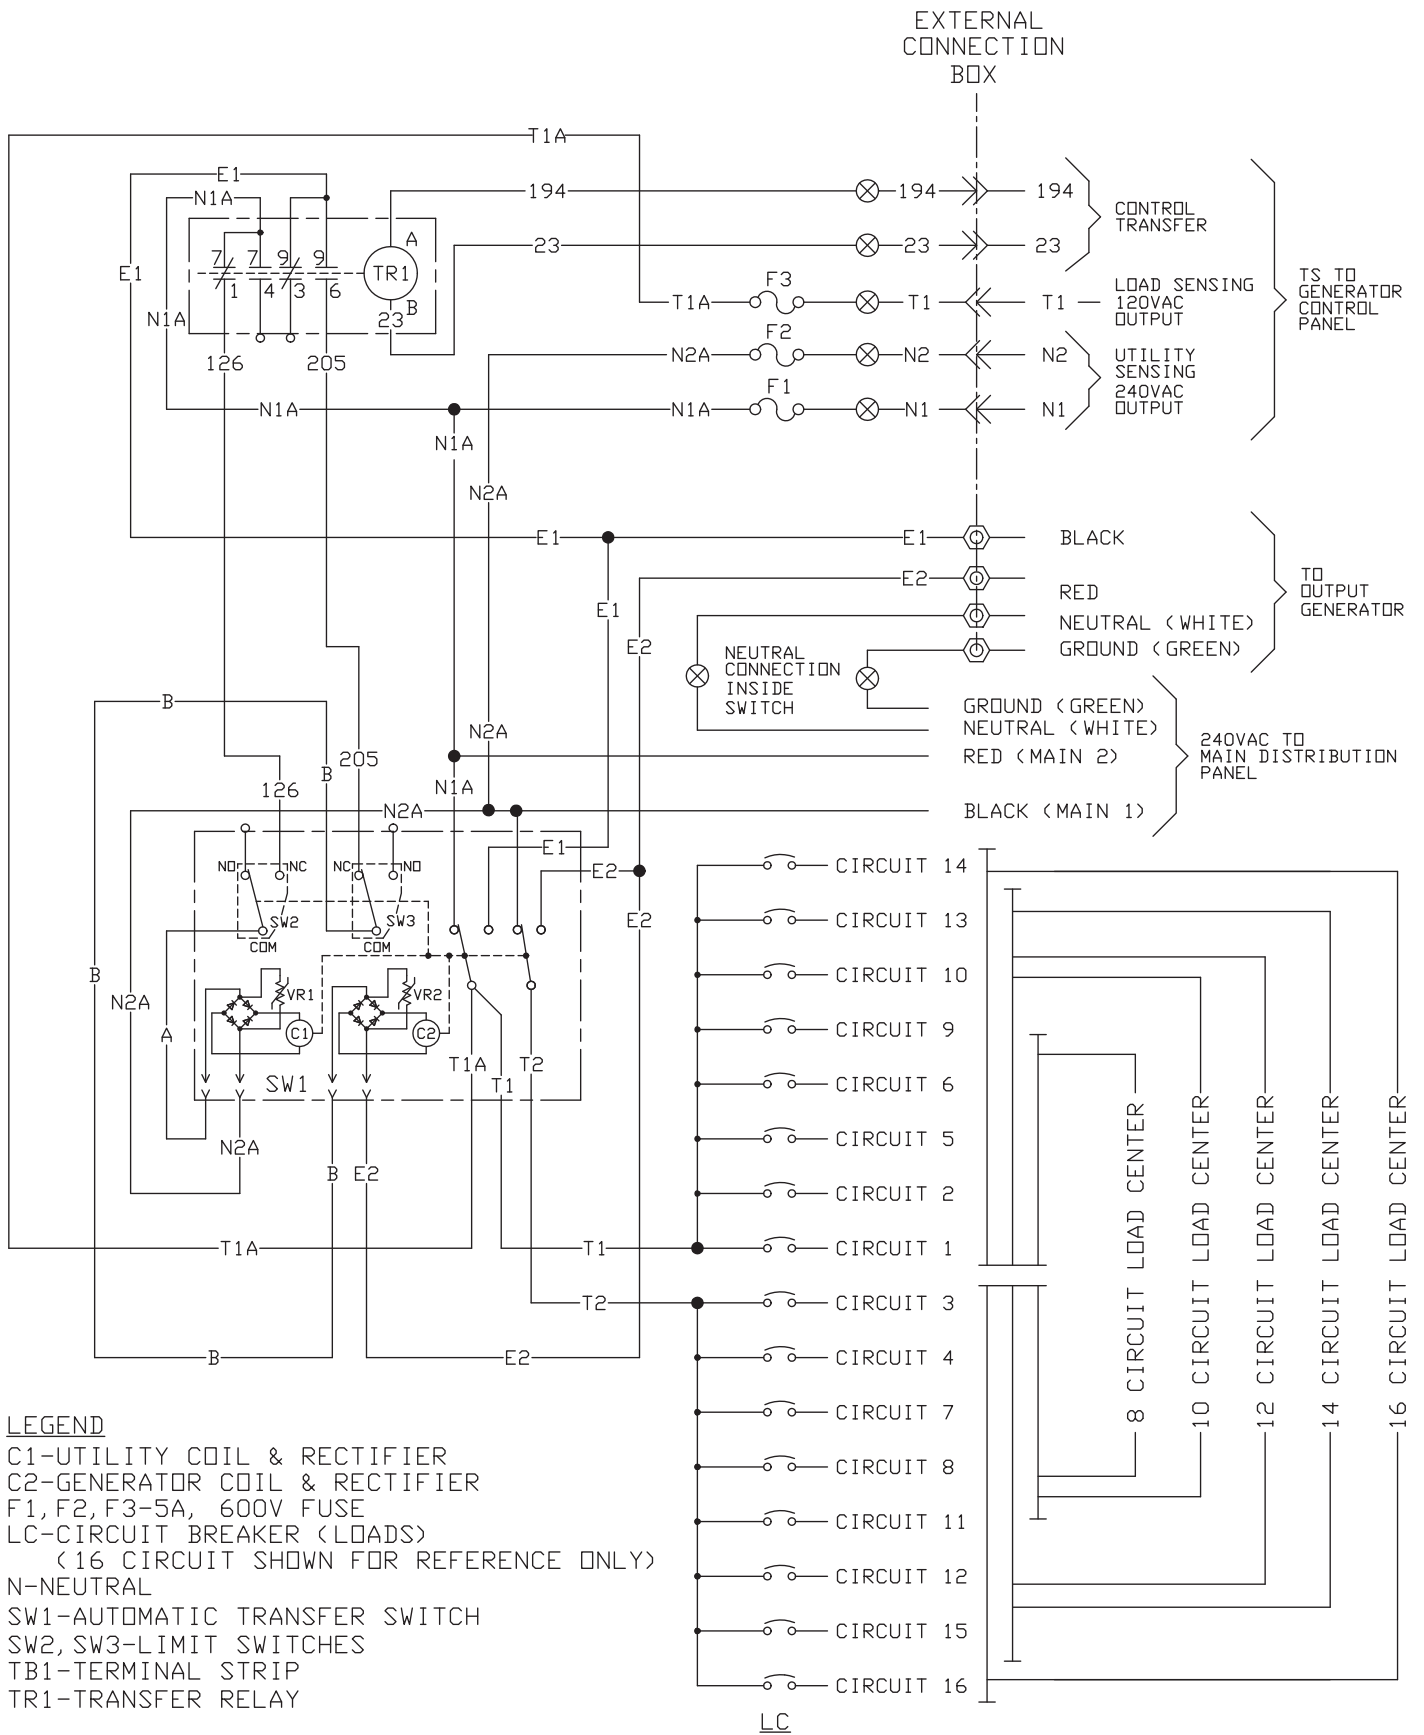 EXTERNAL
CONNECTION
BOX
T1A
E1
N1A
194
194
194
CONTROL
TRANSFER
A
7
7
9
9
23
23
23
E1
TR1
1
4
3
6
B
F3
LOAD SENSING
120VAC
OUTPUT
TS TO
GENERATOR
CONTROL
PANEL
T1A
T1
T1
N1A
23
F2
126
205
N2A
N2
N2
UTILITY
SENSING
240VAC
OUTPUT
F1
N1A
N1A
N1
N1
N1A
N2A
E1
E1
BLACK
E2
RED
TO
OUTPUT
GENERATOR
E1
NEUTRAL (WHITE)
E2
GROUND (GREEN)
NEUTRAL
CONNECTION
INSIDE
SWITCH
B
GROUND (GREEN)
NEUTRAL (WHITE)
N2A
RED (MAIN 2)
240VAC TO
MAIN DISTRIBUTION
PANEL
205
B
126
N1A
N2A
BLACK (MAIN 1)
E1
NO
NC
NC
NO
E2
CIRCUIT 14
SW2
SW3
E2
CIRCUIT 13
COM
COM
B
CIRCUIT 10
N2A
VR1
VR2
C1
C2
CIRCUIT 9
A
T1A
T2
T1
SW1
CIRCUIT 6
N2A
CIRCUIT 5
B
E2
CIRCUIT 2
T1A
T1
CIRCUIT 1
T2
CIRCUIT 3
B
E2
CIRCUIT 4
CIRCUIT 7
CIRCUIT 8
CIRCUIT 11
CIRCUIT 12
CIRCUIT 15
CIRCUIT 16
LC
8 CIRCUIT LOAD CENTER
10 CIRCUIT LOAD CENTER
12 CIRCUIT LOAD CENTER
14 CIRCUIT LOAD CENTER
16 CIRCUIT LOAD CENTER
LEGEND
C1-UTILITY COIL & RECTIFIER
C2-GENERATOR COIL & RECTIFIER
F1,F2,F3-5A, 600V FUSE
LC-CIRCUIT BREAKER (LOADS)
(16 CIRCUIT SHOWN FOR REFERENCE ONLY)
N-NEUTRAL
SW1-AUTOMATIC TRANSFER SWITCH
SW2,SW3-LIMIT SWITCHES
TB1-TERMINAL STRIP
TR1-TRANSFER RELAY